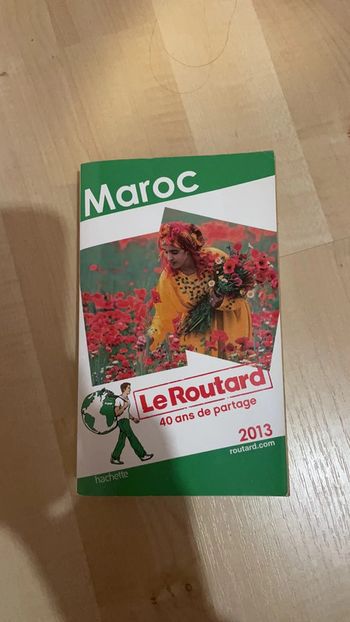 Maroc
Le Routard
40 ans de partage
2013
routard.com
hachette